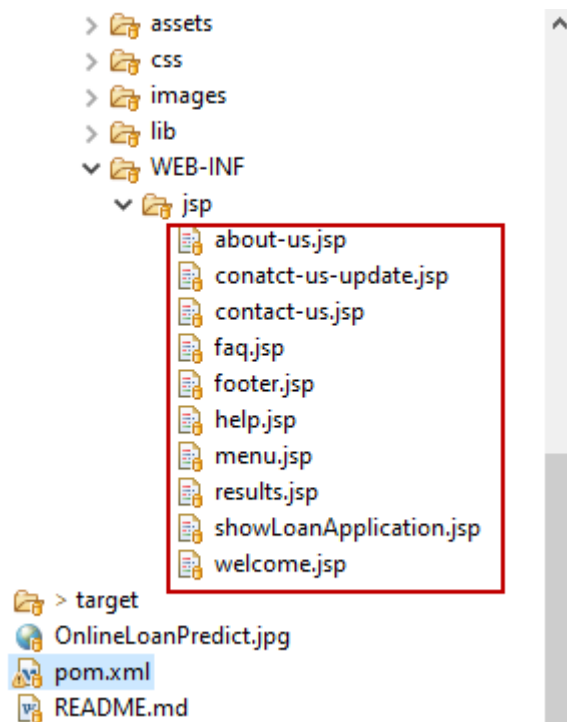 assets
css
images
lib
WEB-INF
jsp
about-us.jsp
conatct-us-update.jsp
contact-us.jsp
faq.jsp
footer.jsp
help.jsp
menu.jsp
results.jsp
showLoanApplication.jsp
welcome.jsp
> target
OnlineLoanPredict.jpg
pom.xml
README.md